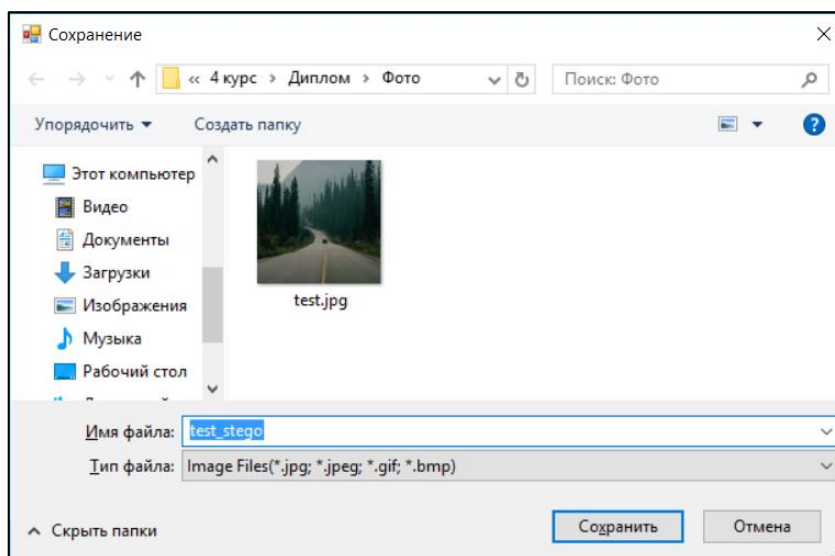 Сохранение
« 4 курс > Диплом > Фото
Поиск: Фото
Упорядочить
Создать папку
Этот компьютер
Видео
Документы
Загрузки
Изображения
Музыка
Рабочий стол
test.jpg
Имя файла: test_stego
Тип файла: Image Files(*.jpg; *.jpeg; *.gif; *.bmp)
Скрыть папки
Сохранить
Отмена